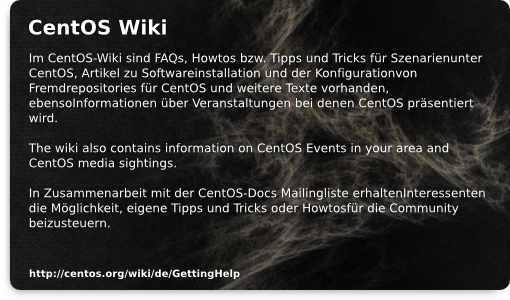 CentOS Wiki
Im CentOS-Wiki sind FAQs, Howtos bzw. Tipps und Tricks für Szenarienunter
CentOS, Artikel zu Softwareinstallation und der Konfigurationvon
Fremdrepositories für CentOS und weitere Texte vorhanden,
ebensoInformationen über Veranstaltungen bei denen CentOS präsentiert
wird.
The wiki also contains information on CentOS Events in your area and
CentOS media sightings.
In Zusammenarbeit mit der CentOS-Docs Mailingliste erhaltenInteressenten
die Möglichkeit, eigene Tipps und Tricks oder Howtosfür die Community
beizusteuern.
http://centos.org/wiki/de/GettingHelp